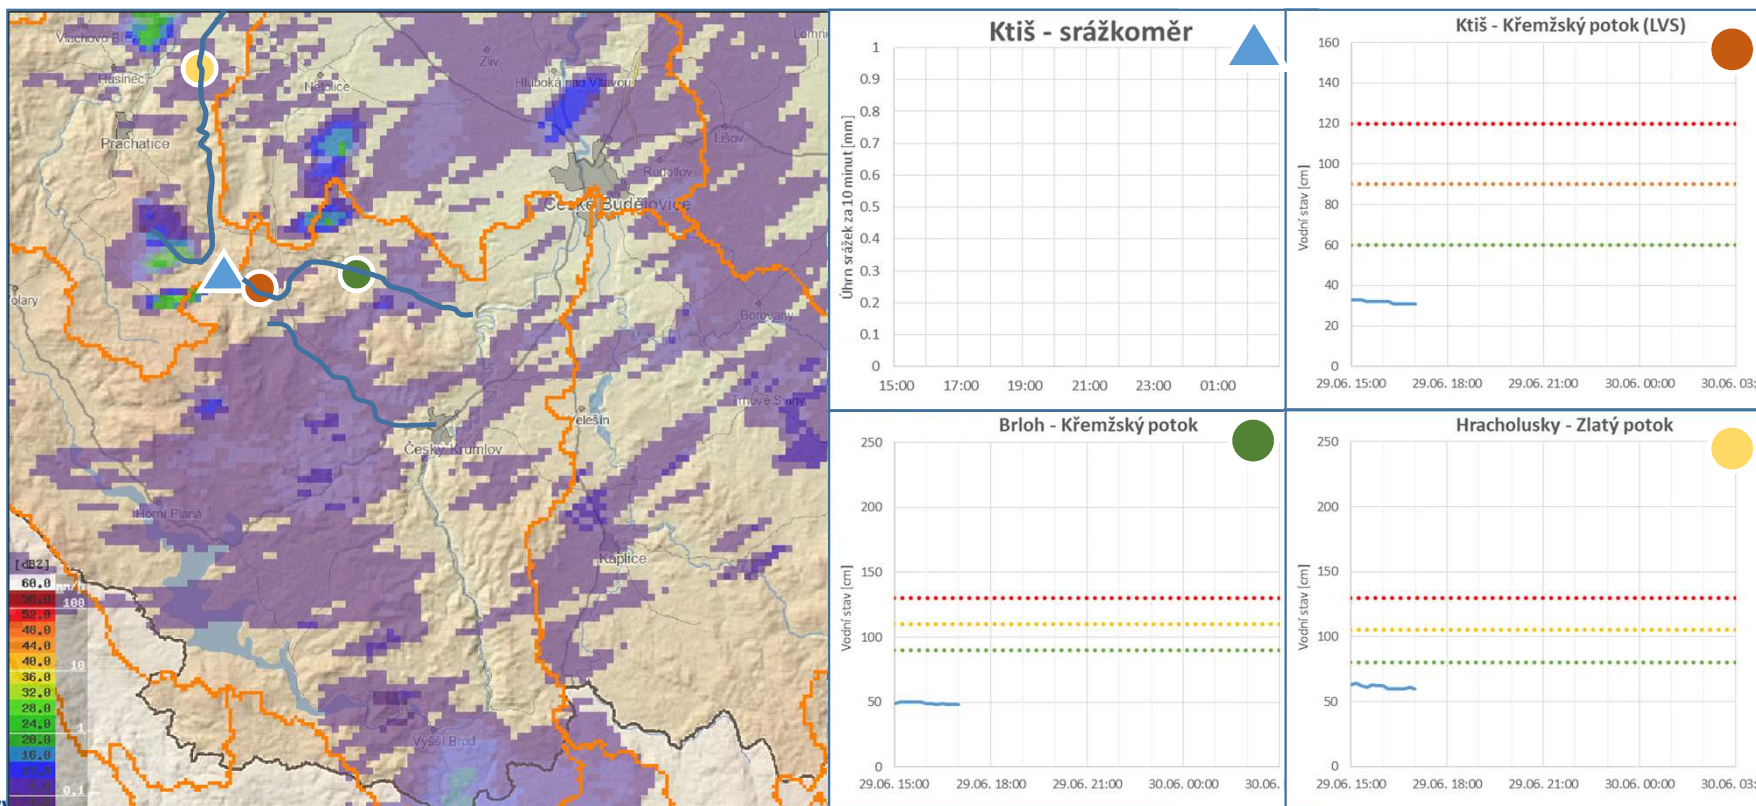 Vlachovo Březí
Husinec
Prachatice
Netolice
Zliv
Hluboká nad Vltavou
Lomni
Lišov
Rudolfov
České Budějovice
olary
Borovany
Trhové Sviny
Velešín
Český Krumlov
Horní Planá
Kaplice
Vyšší Brod
[dBZ]
60.0
56.0
52.0
48.0
44.0
40.0
36.0
32.0
28.0
24.0
20.0
16.0
mm/h
100
10
1
0.1
Ktiš - srážkoměr
Úhrn srážek za 10 minut [mm]
1
0.9
0.8
0.7
0.6
0.5
0.4
0.3
0.2
0.1
0
15:00 17:00 19:00 21:00 23:00 01:00
Ktiš - Křemžský potok (LVS)
Vodní stav [cm]
160
140
120
100
80
60
40
20
0
29.06. 15:00 29.06. 18:00 29.06. 21:00 30.06. 00:00 30.06. 03:
Brloh - Křemžský potok
Vodní stav [cm]
250
200
150
100
50
0
29.06. 15:00 29.06. 18:00 29.06. 21:00 30.06. 00:00 30.06.
Hracholusky - Zlatý potok
Vodní stav [cm]
250
200
150
100
50
0
29.06. 15:00 29.06. 18:00 29.06. 21:00 30.06. 00:00 30.06. 03: